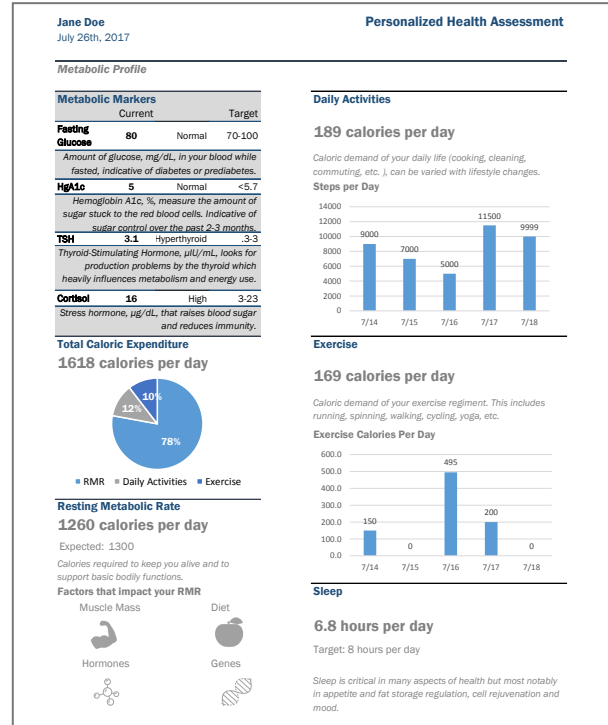 Jane Doe
Personalized Health Assessment
July 26th, 2017
Metabolic Profile
Metabolic Markers
Current Target
Fasting
Glucose 80 Normal 70-100
Amount of glucose, mg/dL, in your blood while
fasted, indicative of diabetes or prediabetes.
HgA1c 5 Normal <5.7
Hemoglobin A1c, %, measure the amount of
sugar stuck to the red blood cells. Indicative of
sugar control over the past 2-3 months.
TSH 3.1 Hyperthyroid .3-3
Thyroid-Stimulating Hormone, µIU/mL, looks for
production problems by the thyroid which
heavily influences metabolism and energy use.
Cortisol 16 High 3-23
Stress hormone, µg/dL, that raises blood sugar
and reduces immunity.
Total Caloric Expenditure
1618 calories per day
10%
12%
78%
RMR Daily Activities Exercise
Resting Metabolic Rate
1260 calories per day
Expected: 1300
Calories required to keep you alive and to
support basic bodily functions.
Factors that impact your RMR
Muscle Mass Diet
Hormones Genes
Daily Activities
189 calories per day
Caloric demand of your daily life (cooking, cleaning,
commuting, etc. ), can be varied with lifestyle changes.
Steps per Day
14000
12000
10000
8000
6000
4000
2000
0
9000
7000
5000
11500
9999
7/14 7/15 7/16 7/17 7/18
Exercise
169 calories per day
Caloric demand of your exercise regiment. This includes
running, spinning, walking, cycling, yoga, etc.
Exercise Calories Per Day
600.0
500.0
400.0
300.0
200.0
100.0
0.0
150
0
495
200
0
7/14 7/15 7/16 7/17 7/18
Sleep
6.8 hours per day
Target: 8 hours per day
Sleep is critical in many aspects of health but most notably
in appetite and fat storage regulation, cell rejuvenation and
mood.